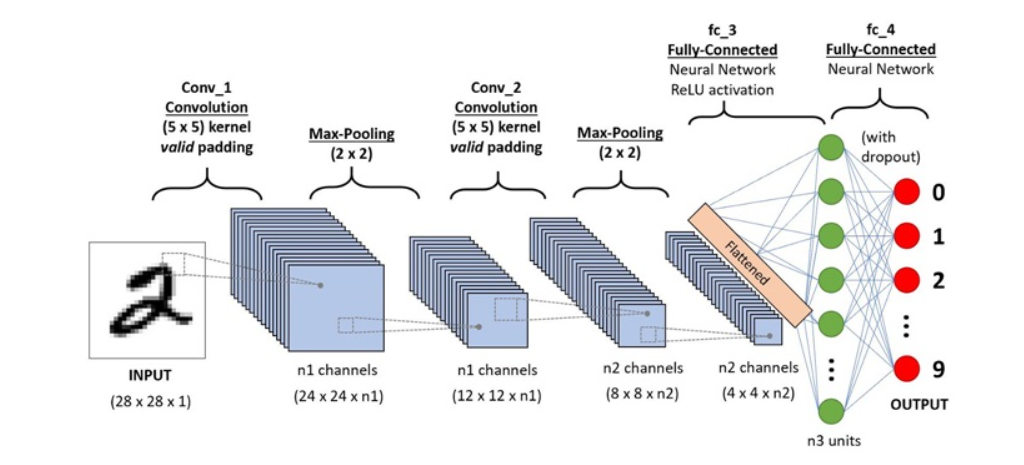 Conv_1
Convolution
(5 x 5) kernel
valid padding
Max-Pooling
(2 x 2)
Conv_2
Convolution
(5 x 5) kernel
valid padding
Max-Pooling
(2 x 2)
fc_3
Fully-Connected
Neural Network
ReLU activation
fc_4
Fully-Connected
Neural Network
(with
dropout)
2
INPUT
(28 x 28 x 1)
n1 channels
(24 x 24 x n1)
n1 channels
(12 x 12 x n1)
n2 channels
(8 x 8 x n2)
n2 channels
(4 x 4 x n2)
Flattened
n3 units
0
1
2
9
OUTPUT